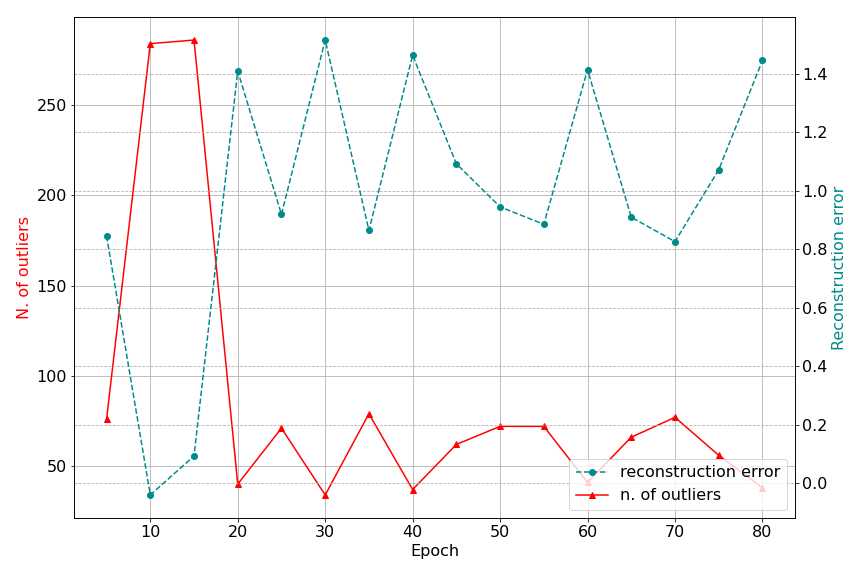 N. of outliers
250
200
150
100
50
1.4
1.2
1.0
0.8
0.6
0.4
0.2
0.0
Reconstruction error
reconstruction error
n. of outliers
10 20 30 40 50 60 70 80
Epoch